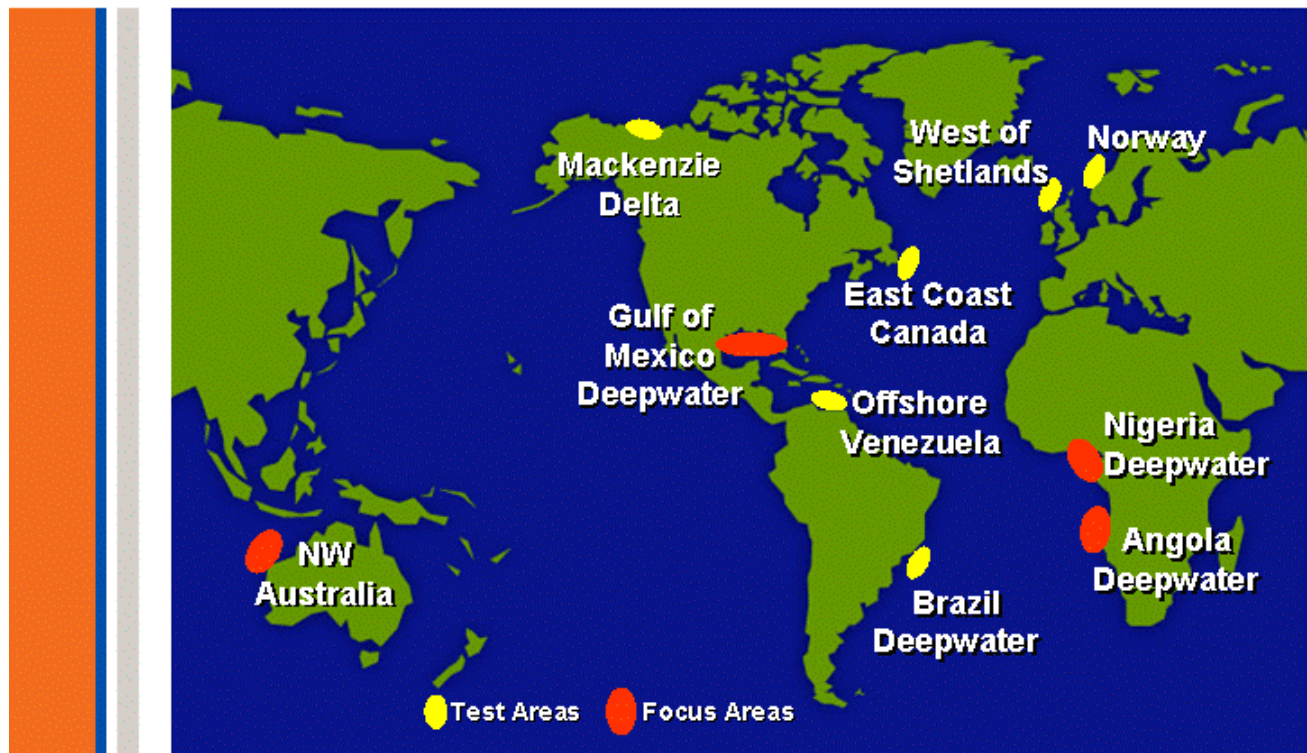 West of
Shetlands
Norway
Mackenzie
Delta
East Coast
Canada
Gulf of
Mexico
Deepwater
Offshore
Venezuela
Nigeria
Deepwater
NW
Australia
Angola
Deepwater
Brazil
Deepwater
Test Areas
Focus Areas